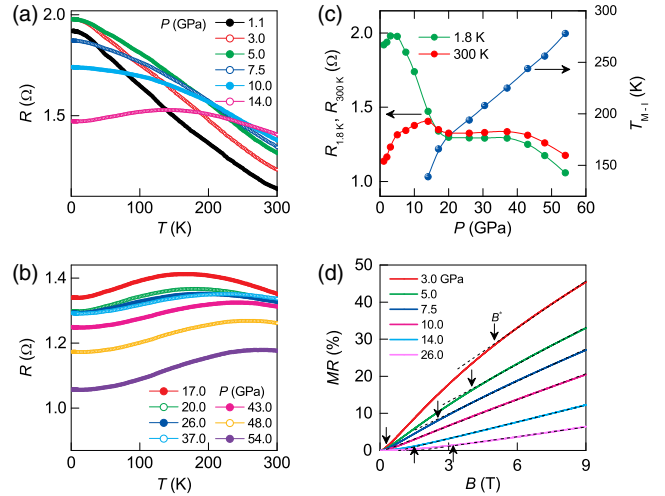 (a)
2.0
1.5
R (Ω)
0
100
200
300
T (K)
P (GPa)
1.1
3.0
5.0
7.5
10.0
14.0
(c)
2.0
1.6
1.3
1.0
R1.8 K, R300 K (Ω)
1.8 K
300 K
300
250
200
150
TM - I (K)
0
10
20
30
40
50
60
P (GPa)
(b)
1.4
1.2
1.0
R (Ω)
0
100
200
300
T (K)
17.0
20.0
26.0
37.0
P (GPa)
43.0
48.0
54.0
(d)
50
40
30
20
10
0
MR (%)
3.0 GPa
5.0
7.5
10.0
14.0
26.0
B*
0
3
6
9
B (T)